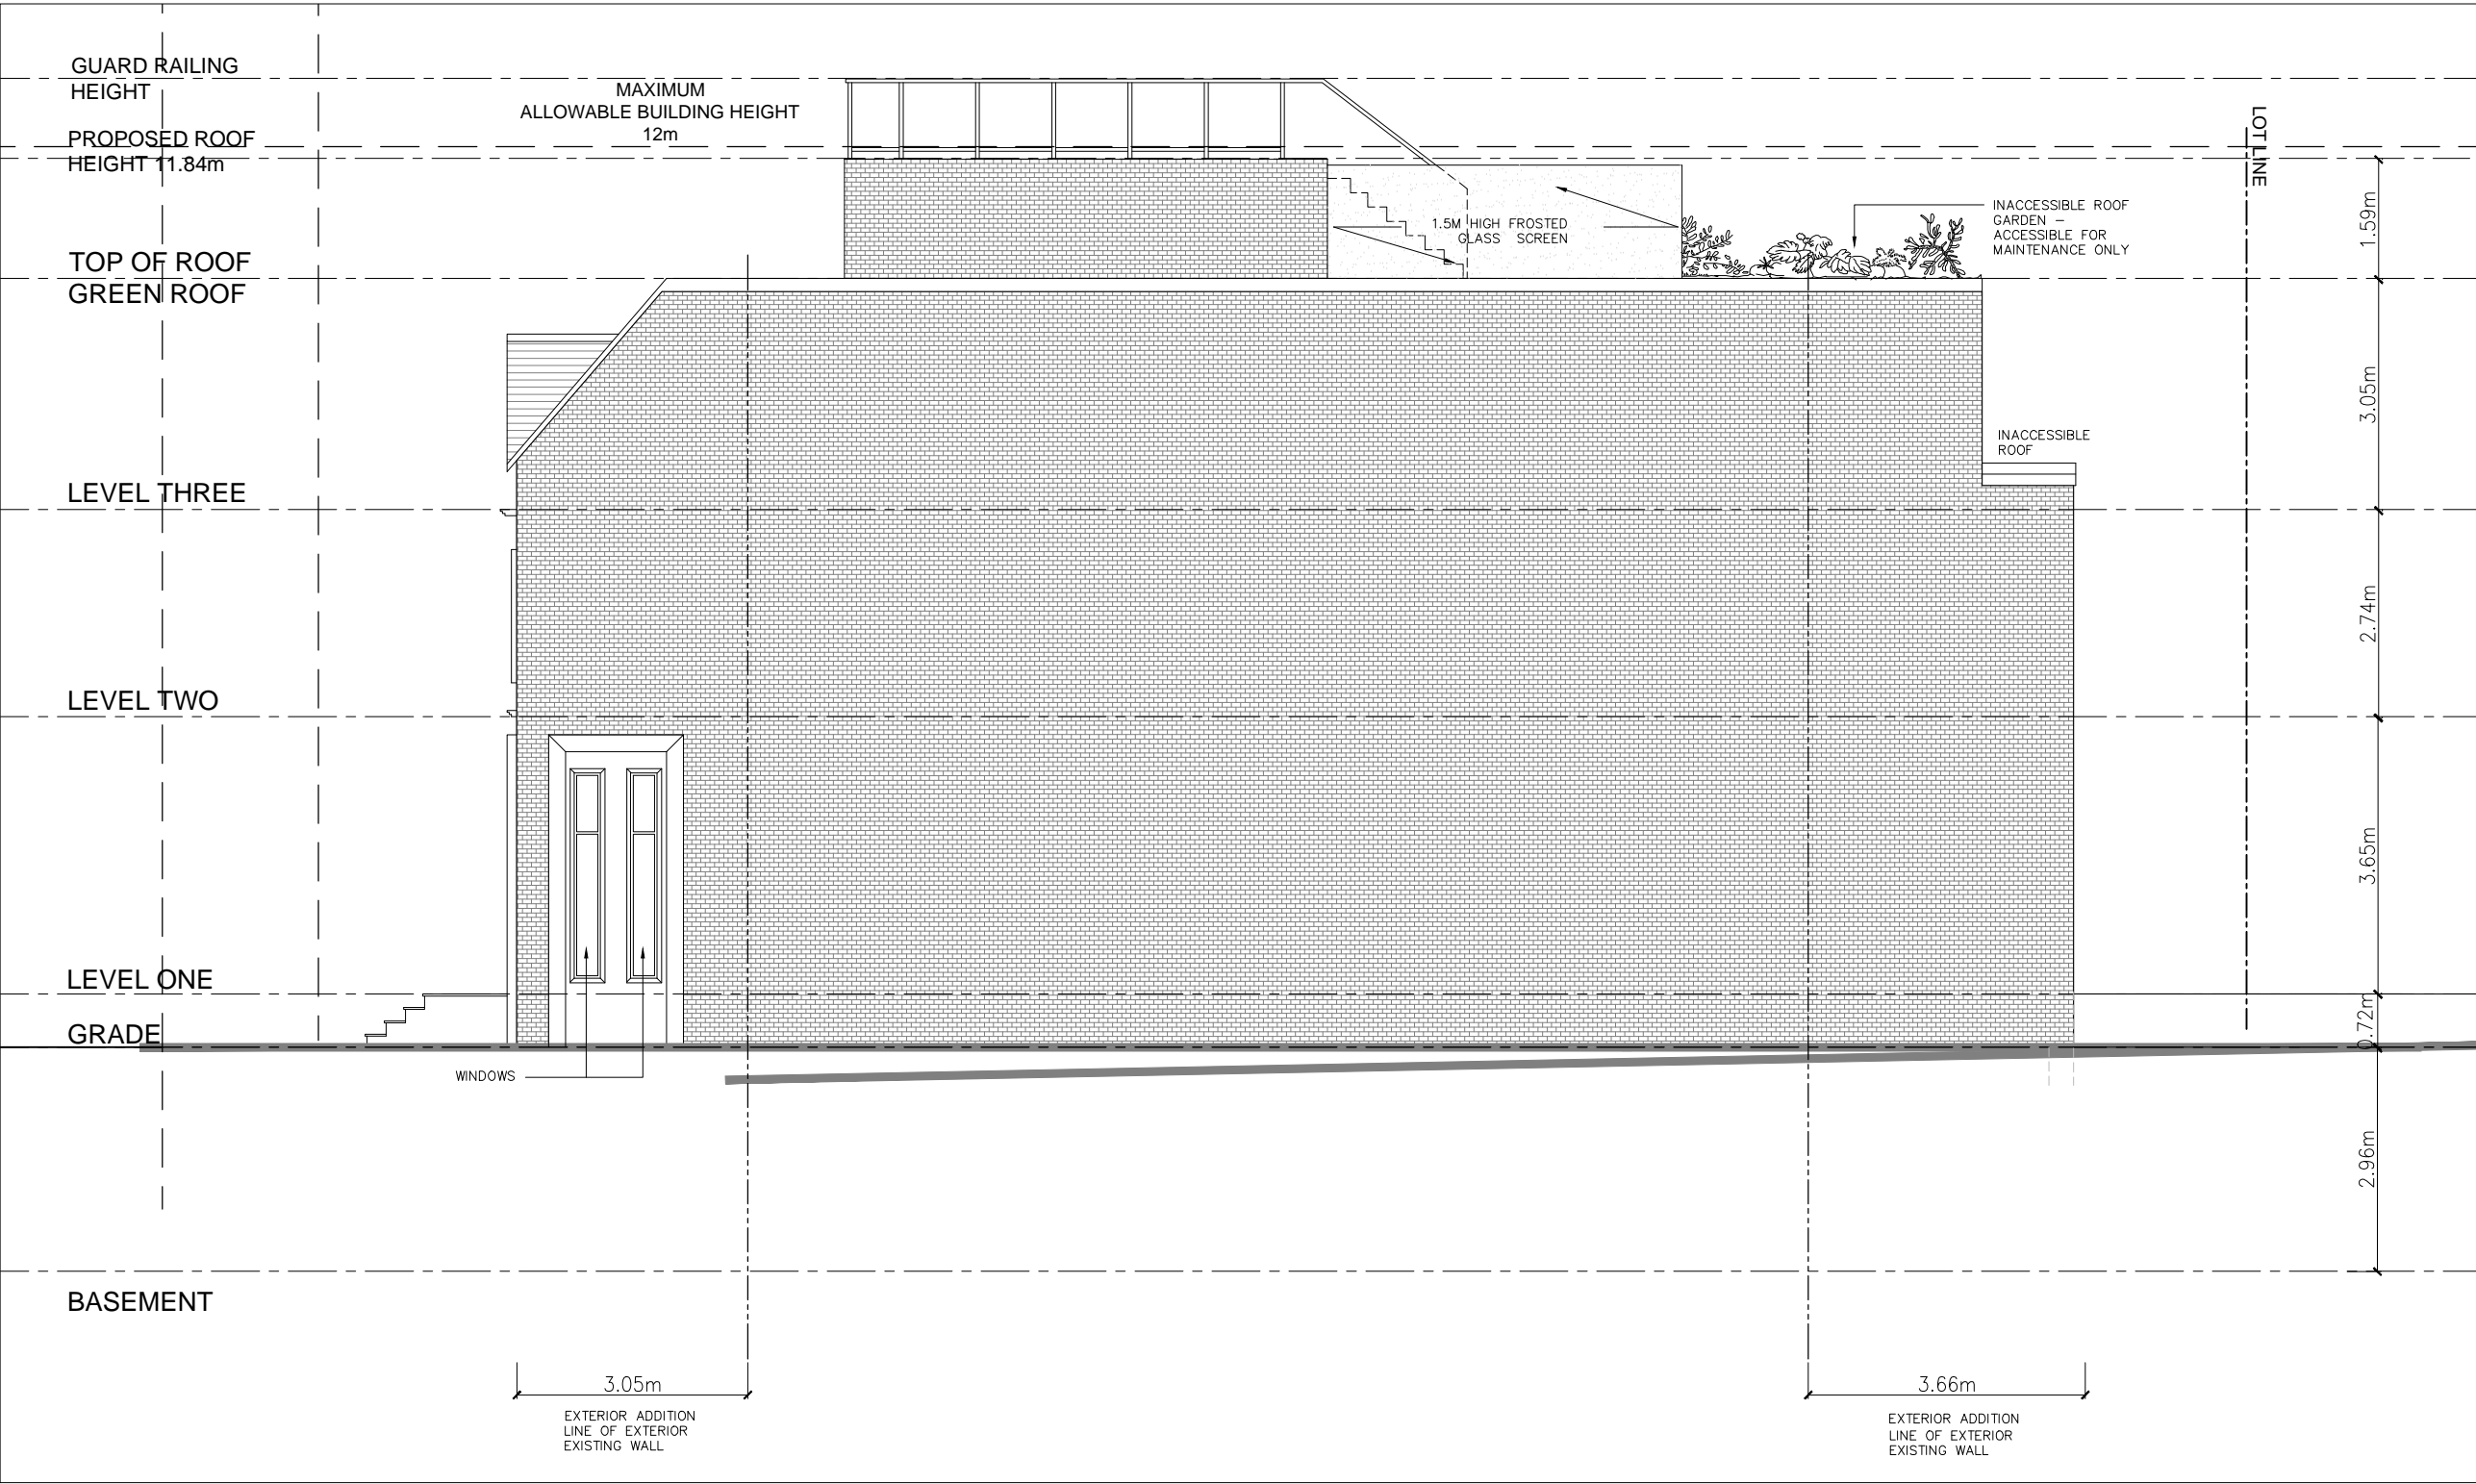 GUARD RAILING
HEIGHT
MAXIMUM
ALLOWABLE BUILDING HEIGHT
12m
PROPOSED ROOF
HEIGHT 11.84m
LOT LINE
TOP OF ROOF
GREEN ROOF
1.5M HIGH FROSTED
GLASS SCREEN
INACCESSIBLE ROOF
GARDEN –
ACCESSIBLE FOR
MAINTENANCE ONLY
1.59m
3.05m
INACCESSIBLE
ROOF
LEVEL THREE
2.74m
LEVEL TWO
3.65m
LEVEL ONE
0.72m
GRADE
WINDOWS
2.96m
BASEMENT
3.05m
EXTERIOR ADDITION
LINE OF EXTERIOR
EXISTING WALL
3.66m
EXTERIOR ADDITION
LINE OF EXTERIOR
EXISTING WALL